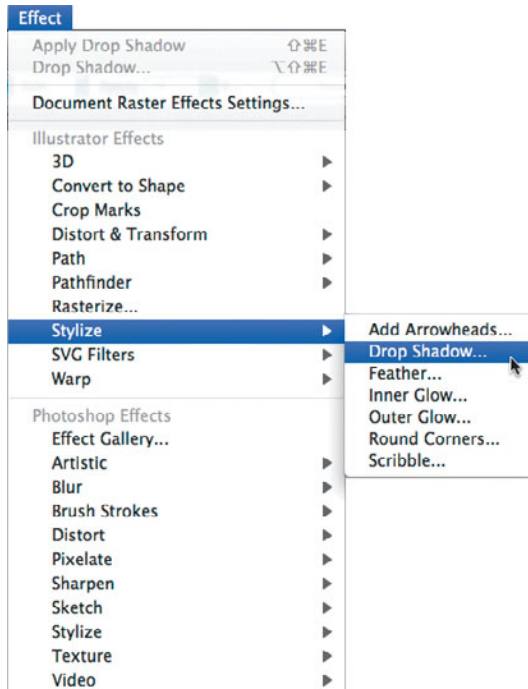 Effect
Apply Drop Shadow ⇧⌘E
Drop Shadow... ⌥⇧⌘E
Document Raster Effects Settings...
Illustrator Effects
3D
Convert to Shape
Crop Marks
Distort & Transform
Path
Pathfinder
Rasterize...
Stylize
SVG Filters
Warp
Add Arrowheads...
Drop Shadow...
Feather...
Inner Glow...
Outer Glow...
Round Corners...
Scribble...
Photoshop Effects
Effect Gallery...
Artistic
Blur
Brush Strokes
Distort
Pixelate
Sharpen
Sketch
Stylize
Texture
Video